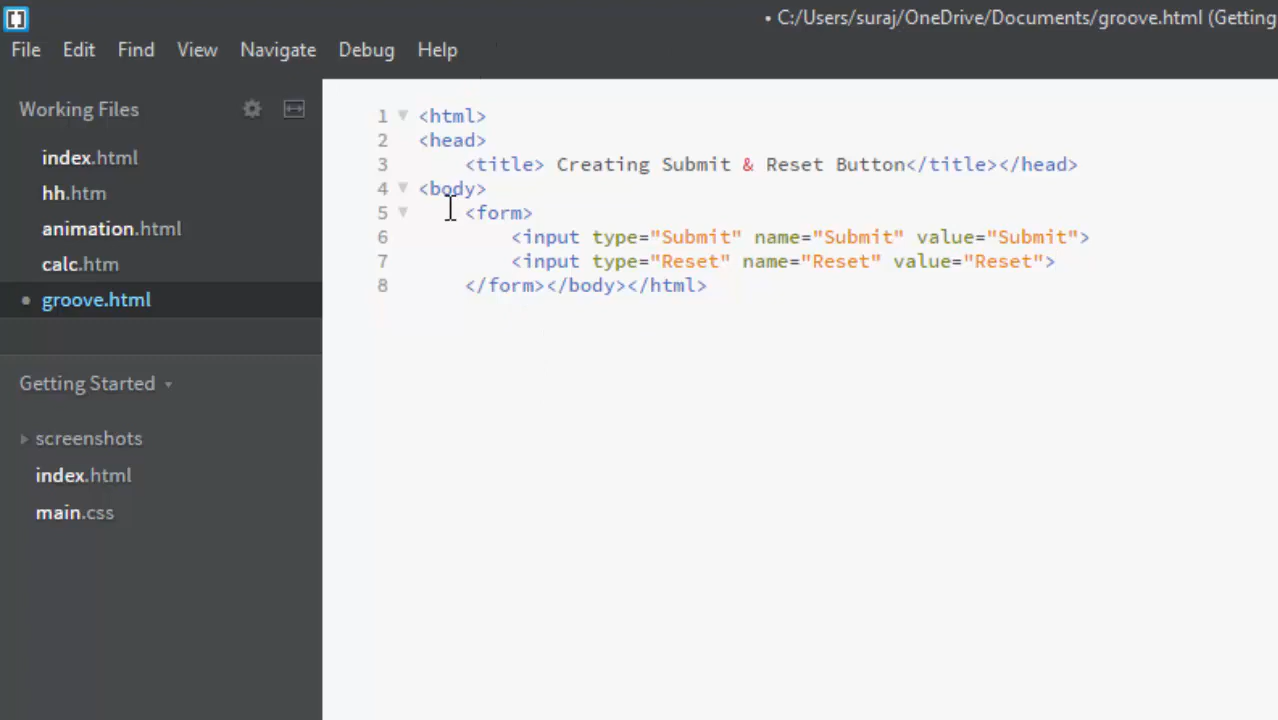 • C:/Users/suraj/OneDrive/Documents/groove.html (Getting
File Edit Find View Navigate Debug Help
Working Files
index.html
hh.htm
animation.html
calc.htm
• groove.html
Getting Started
screenshots
index.html
main.css
1 <html>
2 <head>
3 <title> Creating Submit & Reset Button</title></head>
4 <body>
5 <form>
6 <input type="Submit" name="Submit" value="Submit">
7 <input type="Reset" name="Reset" value="Reset">
8 </form></body></html>